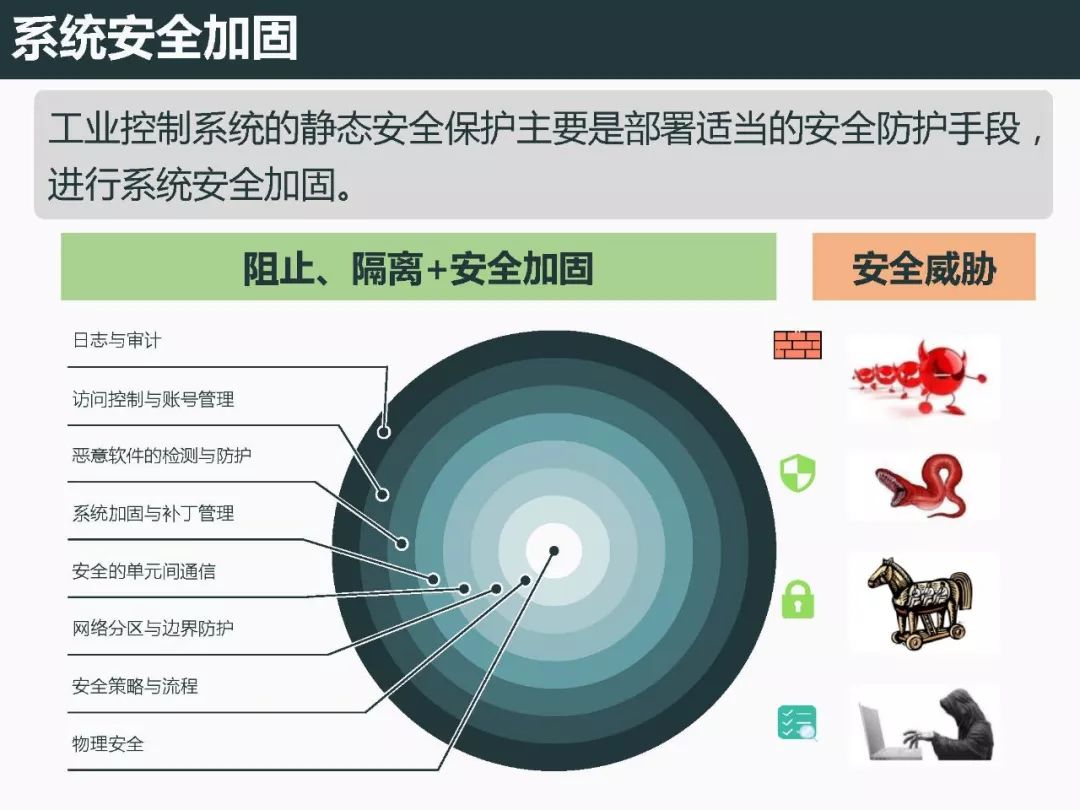 系统安全加固
工业控制系统的静态安全保护主要是部署适当的安全防护手段，
进行系统安全加固。
阻止、隔离+安全加固
安全威胁
日志与审计
访问控制与账号管理
恶意软件的检测与防护
系统加固与补丁管理
安全的单元间通信
网络分区与边界防护
安全策略与流程
物理安全